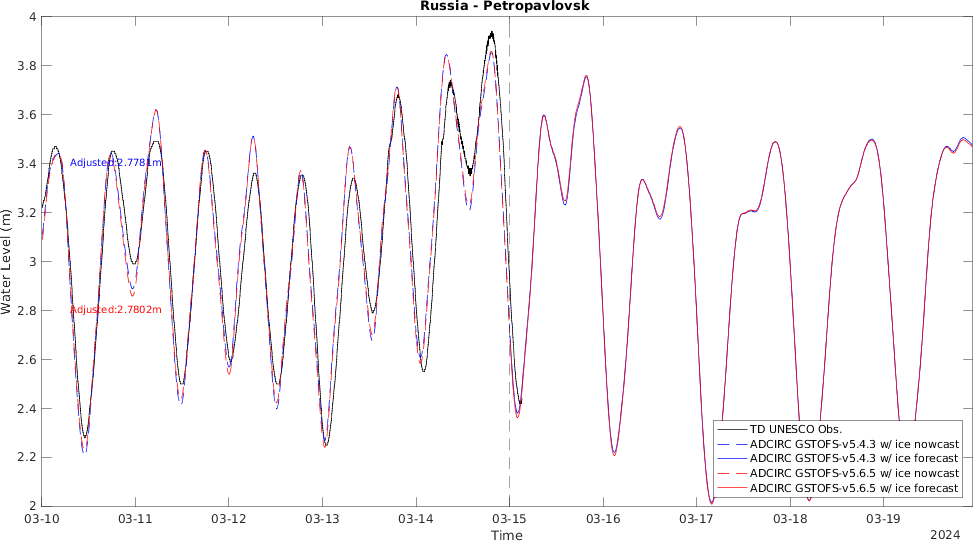 Russia - Petropavlovsk
4
3.8
3.6
3.4
3.2
3
2.8
2.6
2.4
2.2
2
Water Level (m)
Adjusted:2.7781m
Adjusted:2.7802m
TD UNESCO Obs.
ADCIRC GSTOFS-v5.4.3 w/ ice nowcast
ADCIRC GSTOFS-v5.4.3 w/ ice forecast
ADCIRC GSTOFS-v5.6.5 w/ ice nowcast
ADCIRC GSTOFS-v5.6.5 w/ ice forecast
03-10 03-11 03-12 03-13 03-14 03-15 03-16 03-17 03-18 03-19
Time
2024